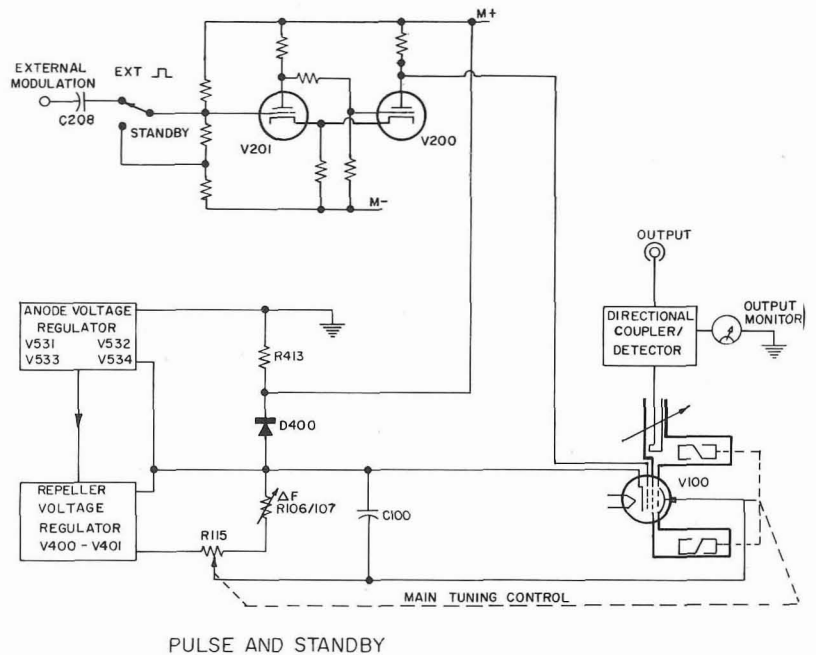 M+
EXTERNAL
MODULATION
EXT
C208
STANDBY
V201
V200
M-
OUTPUT
ANODE VOLTAGE
REGULATOR
V531 V532
V533 V534
R413
DIRECTIONAL
COUPLER/
DETECTOR
OUTPUT
MONITOR
D400
REPELLER
VOLTAGE
REGULATOR
V400 - V401
ΔF
R106/107
R115
C100
V100
MAIN TUNING CONTROL
PULSE AND STANDBY